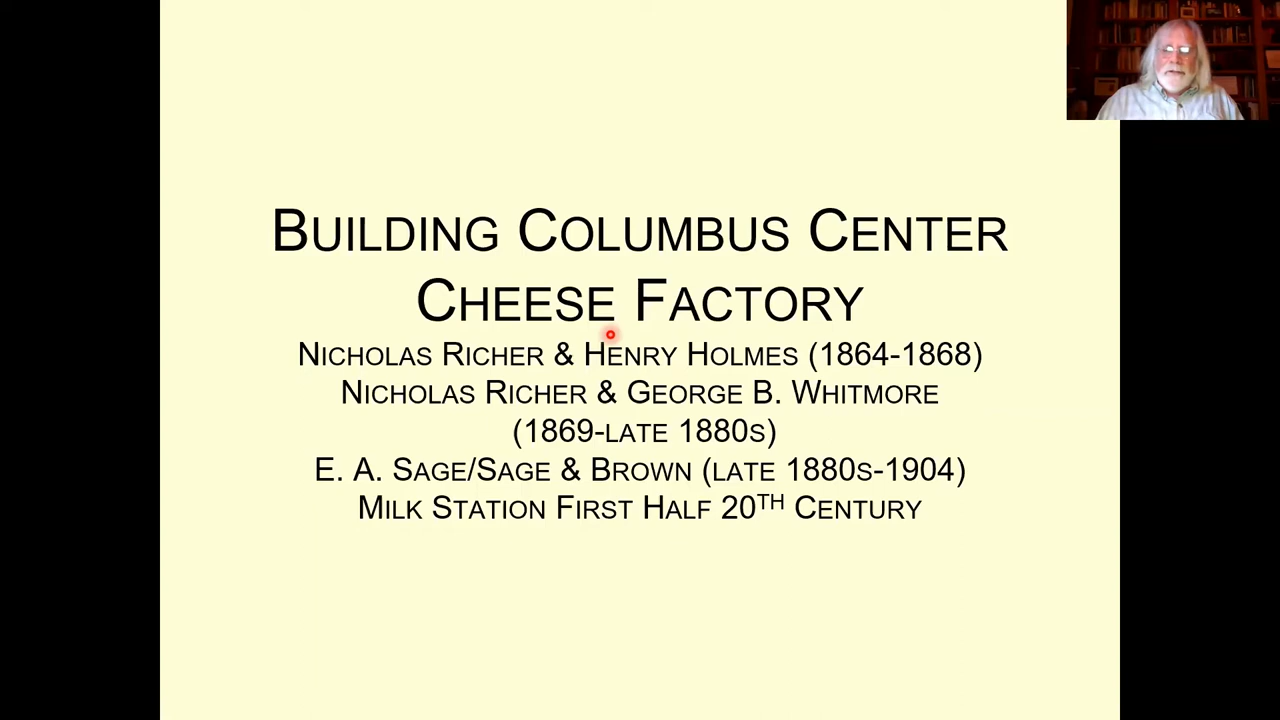 BUILDING COLUMBUS CENTER
CHEESE FACTORY
NICHOLAS RICHER & HENRY HOLMES (1864-1868)
NICHOLAS RICHER & GEORGE B. WHITMORE
(1869-LATE 1880S)
E. A. SAGE/SAGE & BROWN (LATE 1880S-1904)
MILK STATION FIRST HALF 20TH CENTURY